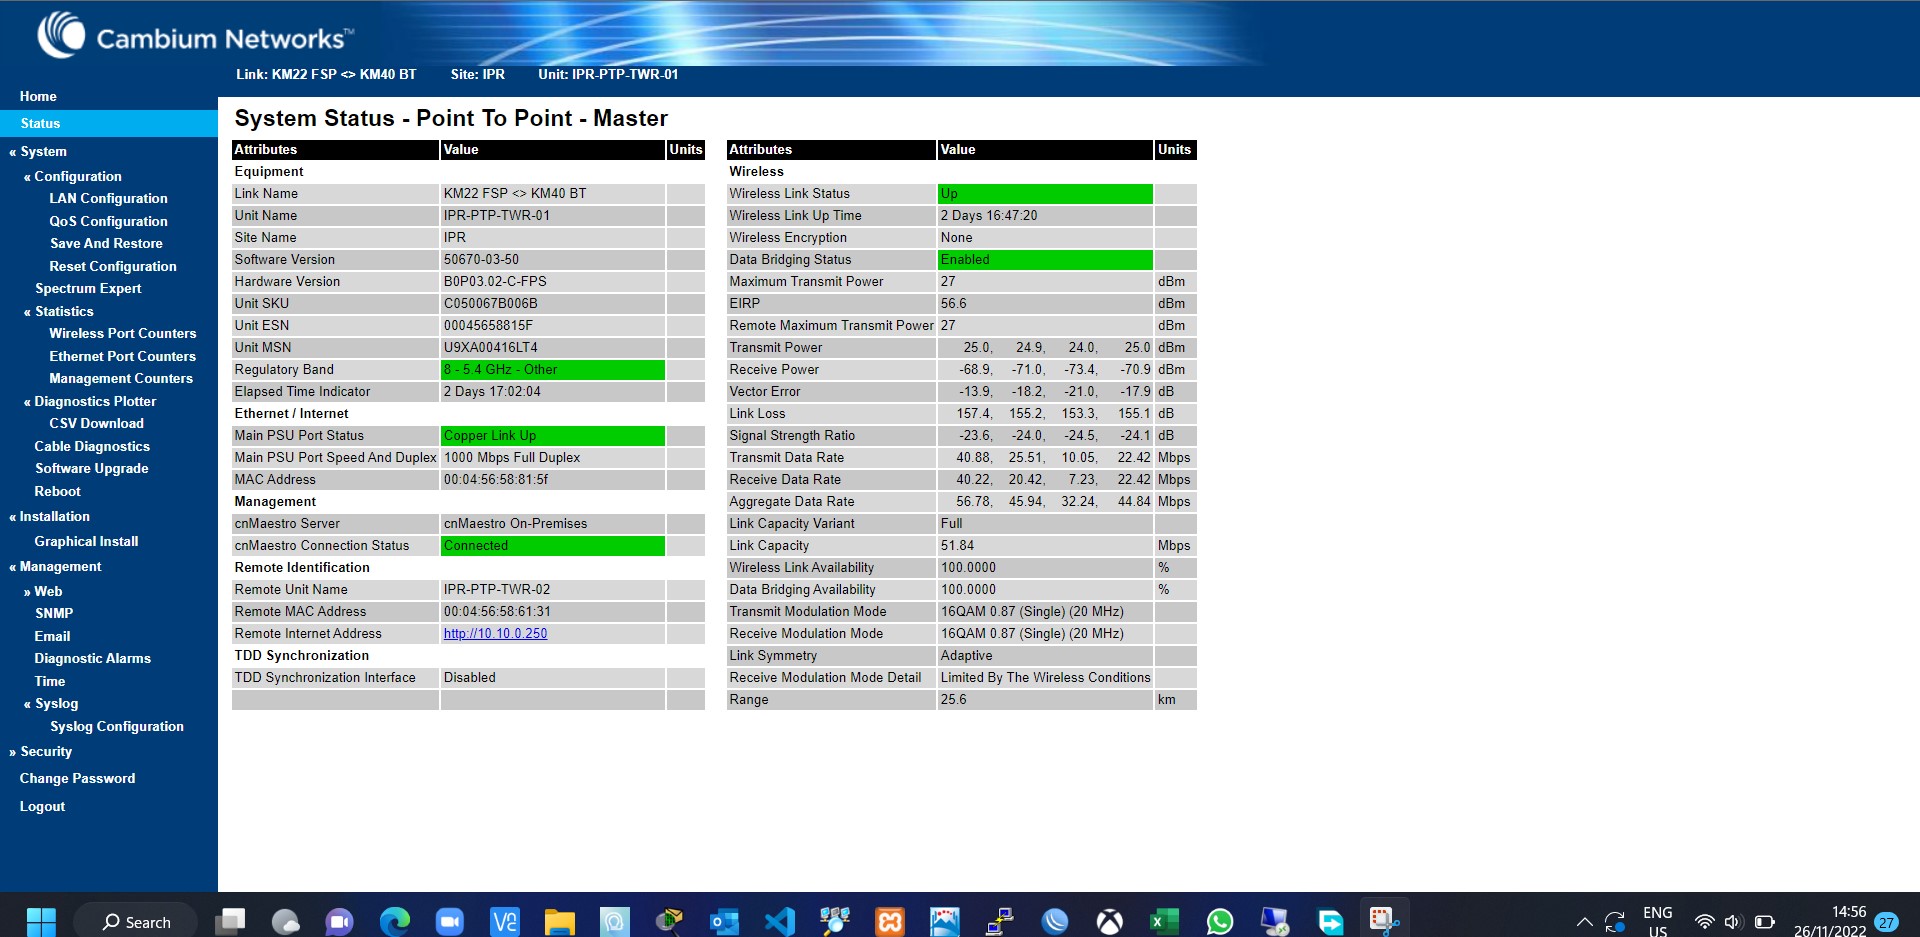 Cambium Networks™
Link: KM22 FSP <> KM40 BT Site: IPR Unit: IPR-PTP-TWR-01
Home
Status
« System
« Configuration
LAN Configuration
QoS Configuration
Save And Restore
Reset Configuration
Spectrum Expert
« Statistics
Wireless Port Counters
Ethernet Port Counters
Management Counters
« Diagnostics Plotter
CSV Download
Cable Diagnostics
Software Upgrade
Reboot
« Installation
Graphical Install
« Management
» Web
SNMP
Email
Diagnostic Alarms
Time
« Syslog
Syslog Configuration
» Security
Change Password
Logout
System Status - Point To Point - Master
Attributes Value Units
Equipment
Link Name KM22 FSP <> KM40 BT
Unit Name IPR-PTP-TWR-01
Site Name IPR
Software Version 50670-03-50
Hardware Version B0P03.02-C-FPS
Unit SKU C050067B006B
Unit ESN 00045658815F
Unit MSN U9XA00416LT4
Regulatory Band 8 - 5.4 GHz - Other
Elapsed Time Indicator 2 Days 17:02:04
Ethernet / Internet
Main PSU Port Status Copper Link Up
Main PSU Port Speed And Duplex 1000 Mbps Full Duplex
MAC Address 00:04:56:58:81:5f
Management
cnMaestro Server cnMaestro On-Premises
cnMaestro Connection Status Connected
Remote Identification
Remote Unit Name IPR-PTP-TWR-02
Remote MAC Address 00:04:56:58:61:31
Remote Internet Address http://10.10.0.250
TDD Synchronization
TDD Synchronization Interface Disabled
Attributes Value Units
Wireless
Wireless Link Status Up
Wireless Link Up Time 2 Days 16:47:20
Wireless Encryption None
Data Bridging Status Enabled
Maximum Transmit Power 27 dBm
EIRP 56.6 dBm
Remote Maximum Transmit Power 27 dBm
Transmit Power 25.0, 24.9, 24.0, 25.0 dBm
Receive Power -68.9, -71.0, -73.4, -70.9 dBm
Vector Error -13.9, -18.2, -21.0, -17.9 dB
Link Loss 157.4, 155.2, 153.3, 155.1 dB
Signal Strength Ratio -23.6, -24.0, -24.5, -24.1 dB
Transmit Data Rate 40.88, 25.51, 10.05, 22.42 Mbps
Receive Data Rate 40.22, 20.42, 7.23, 22.42 Mbps
Aggregate Data Rate 56.78, 45.94, 32.24, 44.84 Mbps
Link Capacity Variant Full
Link Capacity 51.84 Mbps
Wireless Link Availability 100.0000 %
Data Bridging Availability 100.0000 %
Transmit Modulation Mode 16QAM 0.87 (Single) (20 MHz)
Receive Modulation Mode 16QAM 0.87 (Single) (20 MHz)
Link Symmetry Adaptive
Receive Modulation Mode Detail Limited By The Wireless Conditions
Range 25.6 km
Search
ENG
US
14:56
26/11/2022
27